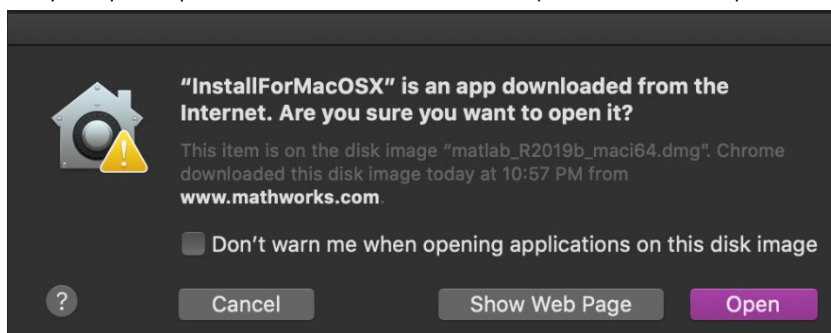 “InstallForMacOSX” is an app downloaded from the
Internet. Are you sure you want to open it?
This item is on the disk image “matlab_R2019b_maci64.dmg”. Chrome
downloaded this disk image today at 10:57 PM from
www.mathworks.com.
Don’t warn me when opening applications on this disk image
?
Cancel
Show Web Page
Open